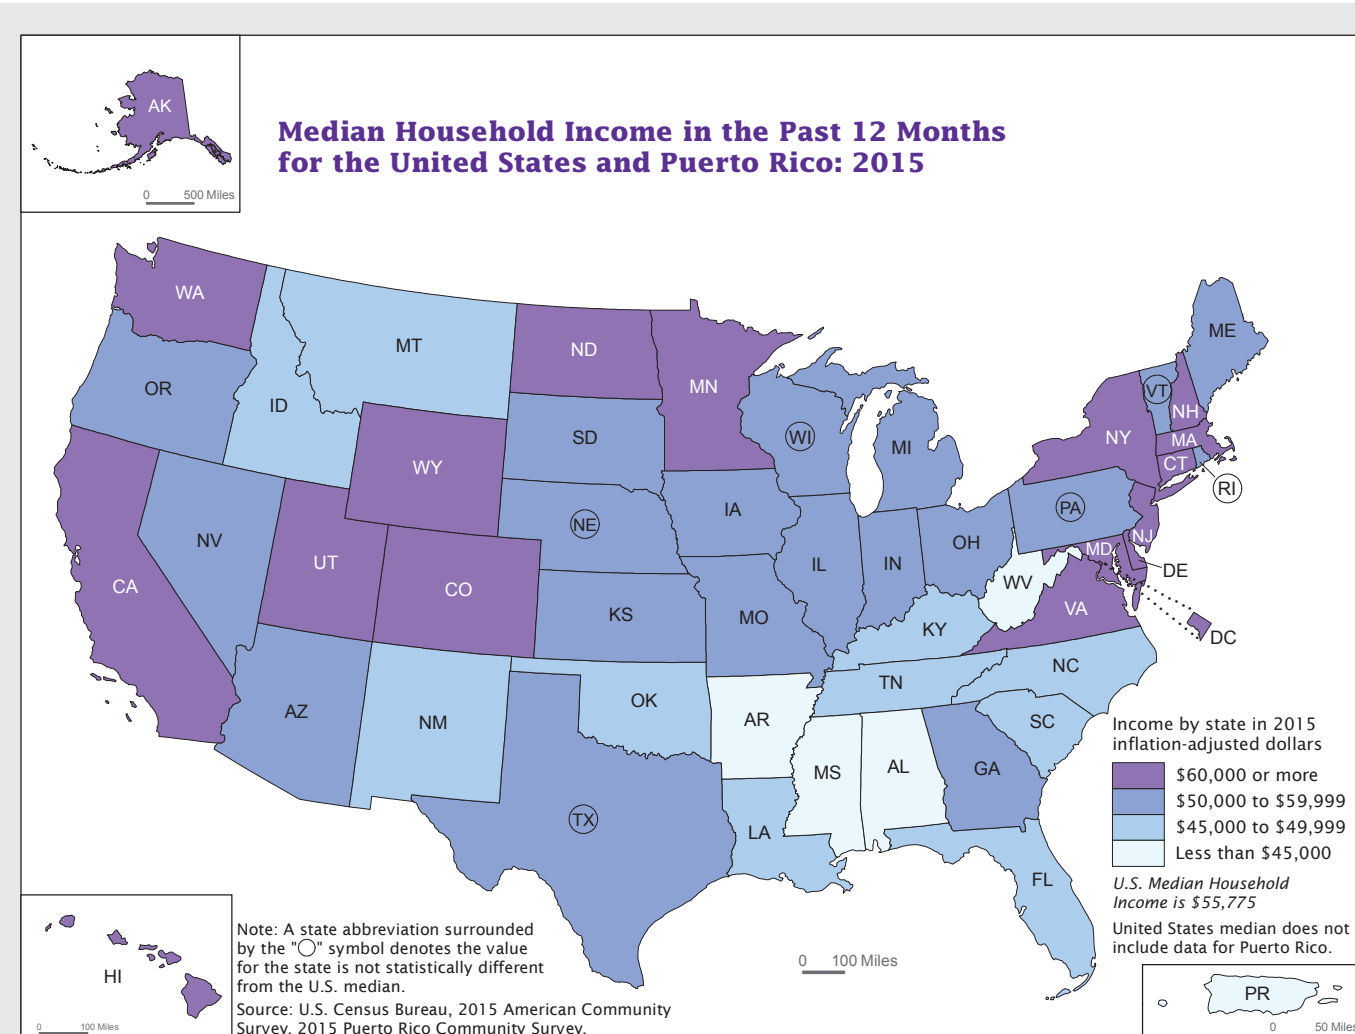 AK
0 500 Miles
Median Household Income in the Past 12 Months
for the United States and Puerto Rico: 2015
WA
MT
ND
MN
ME
OR
ID
SD
WI
MI
VT
NH
NY
MA
CT
RI
WY
NE
IA
PA
NJ
NV
UT
CO
IL
IN
OH
MD
DE
WV
CA
KS
MO
KY
VA
DC
AZ
NM
OK
TN
NC
AR
SC
MS
AL
GA
TX
LA
FL
Income by state in 2015
inflation-adjusted dollars
$60,000 or more
$50,000 to $59,999
$45,000 to $49,999
Less than $45,000
U.S. Median Household
Income is $55,775
United States median does not
include data for Puerto Rico.
HI
0 100 Miles
Note: A state abbreviation surrounded
by the "◯" symbol denotes the value
for the state is not statistically different
from the U.S. median.
Source: U.S. Census Bureau, 2015 American Community
Survey, 2015 Puerto Rico Community Survey.
0 100 Miles
PR
0 50 Miles